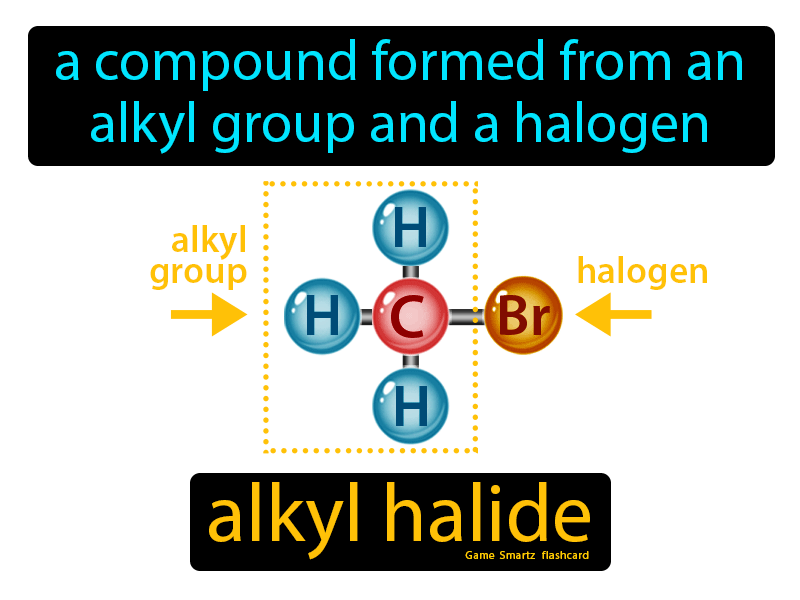 a compound formed from an
alkyl group and a halogen
alkyl
group
halogen
H
H
C
Br
H
alkyl halide
Game Smartz flashcard